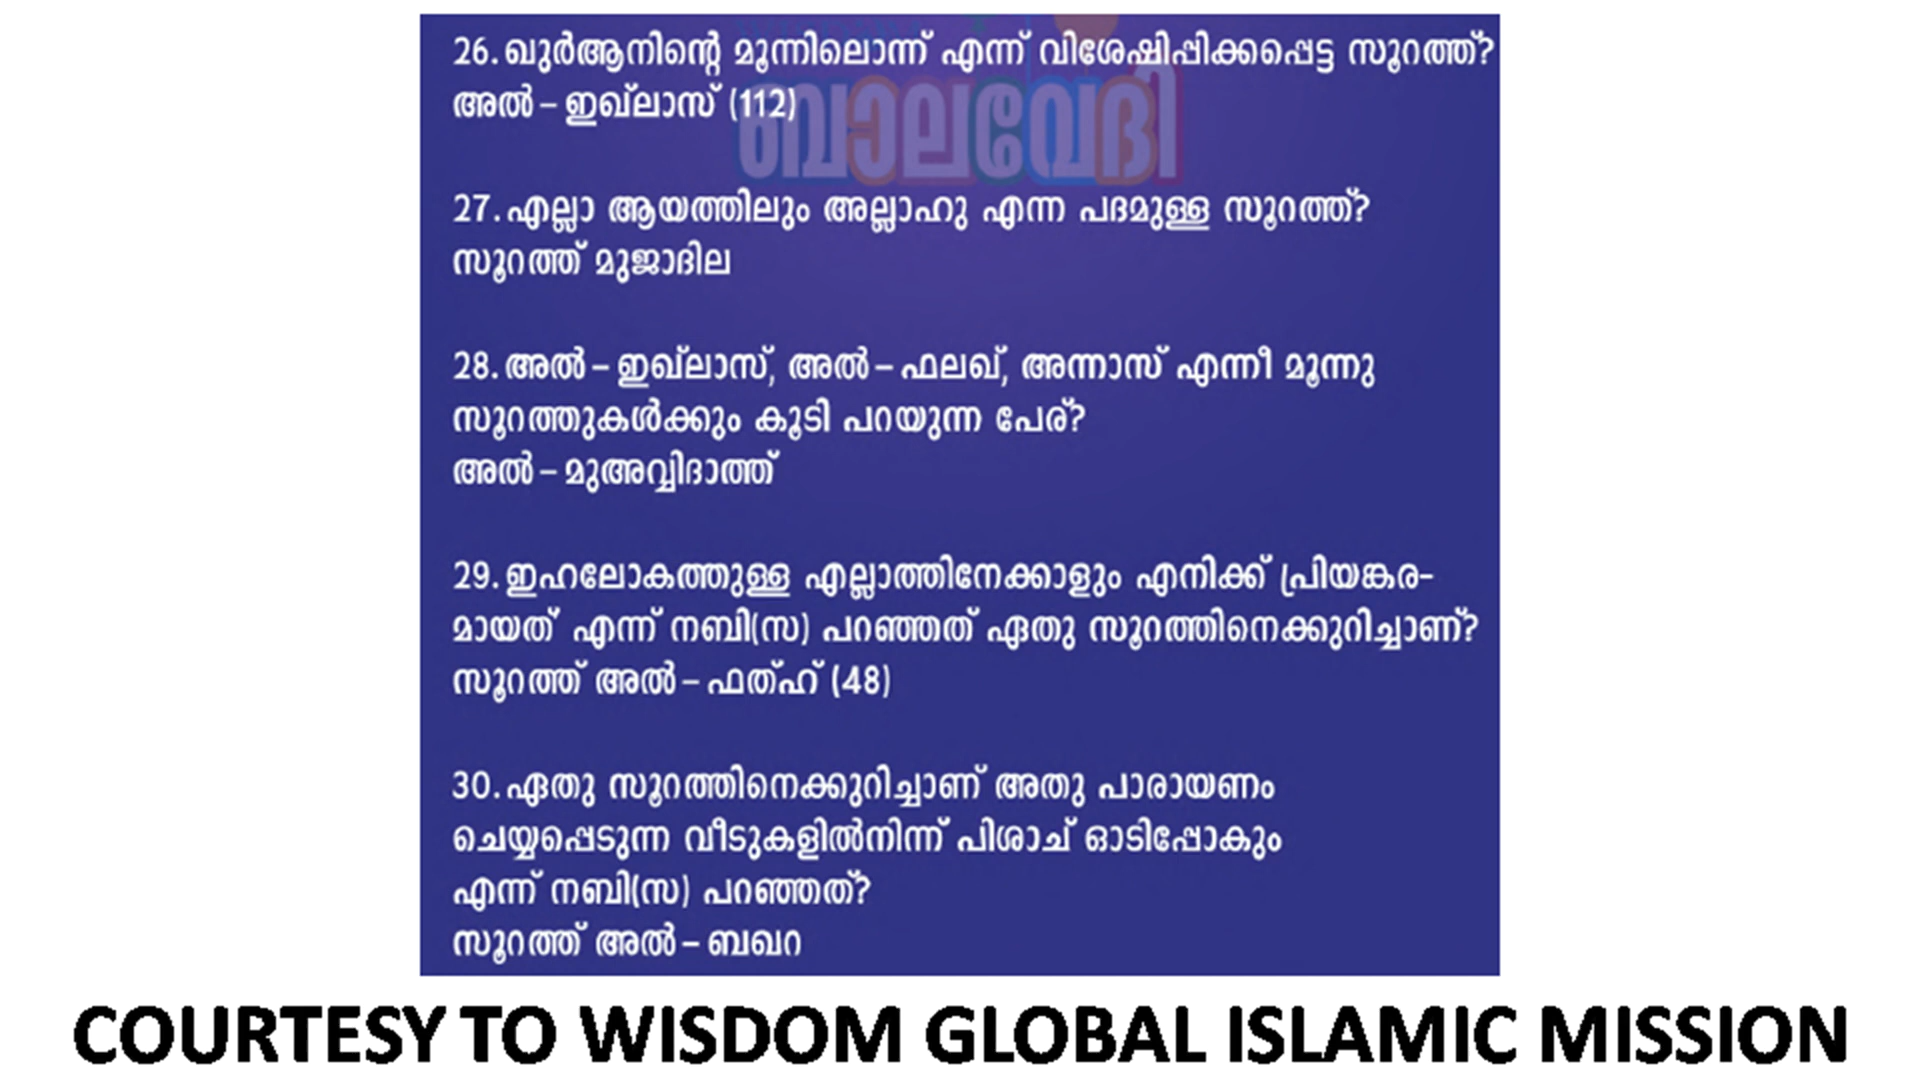 26. ഖുർആനിന്റെ മൂന്നിലൊന്ന് എന്ന് വിശേഷിപ്പിക്കപ്പെട്ട സൂറത്ത്?
അൽ – ഇഖ്‌ലാസ് (112)
ബാലവേദി
27. എല്ലാ ആയത്തിലും അല്ലാഹു എന്ന പദമുള്ള സൂറത്ത്?
സൂറത്ത് മുജാദില
28. അൽ – ഇഖ്‌ലാസ്, അൽ – ഫലഖ്, അന്നാസ് എന്നീ മൂന്നു
സൂറത്തുകൾക്കും കൂടി പറയുന്ന പേര്?
അൽ – മുഅവ്വിദാത്ത്
29. ഇഹലോകത്തുള്ള എല്ലാത്തിനേക്കാളും എനിക്ക് പ്രിയങ്കര-
മായത് എന്ന് നബി(സ) പറഞ്ഞത് ഏതു സൂറത്തിനെക്കുറിച്ചാണ്?
സൂറത്ത് അൽ – ഫത്ഹ് (48)
30. ഏതു സൂറത്തിനെക്കുറിച്ചാണ് അതു പാരായണം
ചെയ്യപ്പെടുന്ന വീടുകളിൽനിന്ന് പിശാച് ഓടിപ്പോകും
എന്ന് നബി(സ) പറഞ്ഞത്?
സൂറത്ത് അൽ – ബഖറ
COURTESY TO WISDOM GLOBAL ISLAMIC MISSION